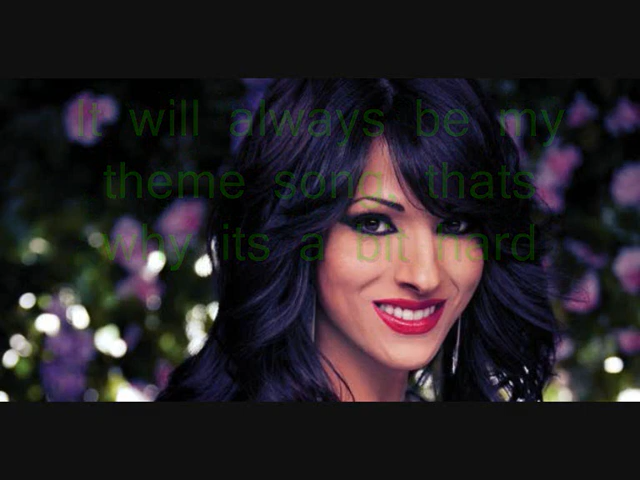 It will always be my
theme song, thats
why its a bit hard